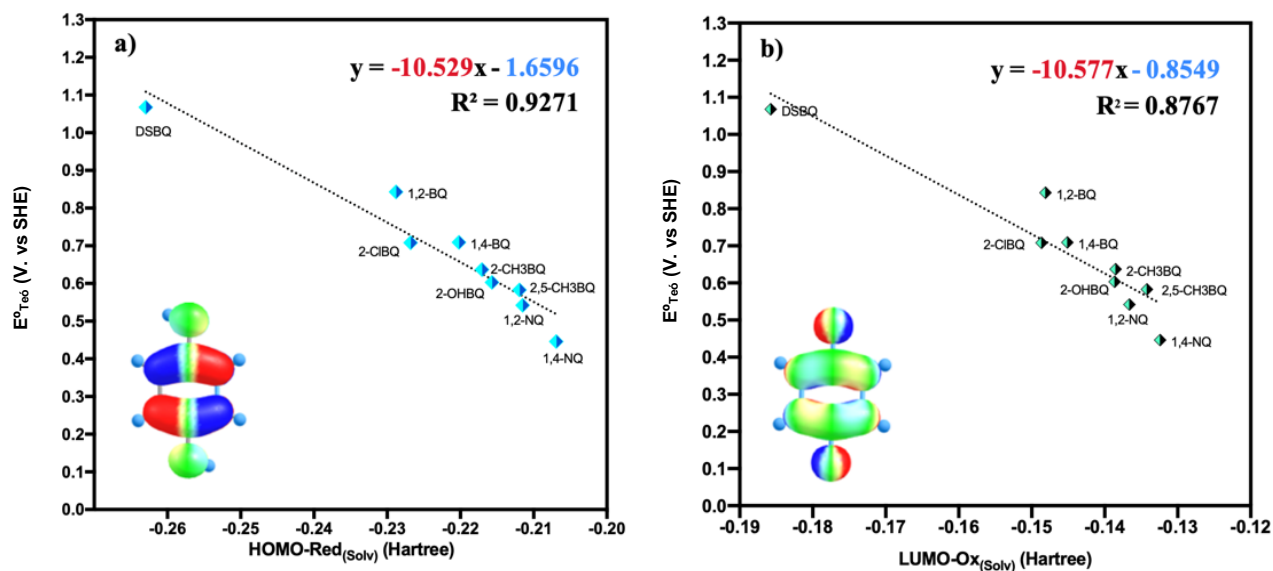 a)
y = -10.529x - 1.6596
R² = 0.9271
1.3
1.2
1.1
1.0
0.9
0.8
0.7
0.6
0.5
0.4
0.3
0.2
0.1
0.0
E⁰Teó (V. vs SHE)
DSBQ
1,2-BQ
2-ClBQ
1,4-BQ
2-CH3BQ
2-OHBQ
2,5-CH3BQ
1,2-NQ
1,4-NQ
-0.26 -0.25 -0.24 -0.23 -0.22 -0.21 -0.20
HOMO-Red(Solv) (Hartree)
b)
y = -10.577x - 0.8549
R² = 0.8767
1.3
1.2
1.1
1.0
0.9
0.8
0.7
0.6
0.5
0.4
0.3
0.2
0.1
0.0
E⁰Teó (V. vs SHE)
DSBQ
1,2-BQ
2-ClBQ
1,4-BQ
2-CH3BQ
2-OHBQ
2,5-CH3BQ
1,2-NQ
1,4-NQ
-0.19 -0.18 -0.17 -0.16 -0.15 -0.14 -0.13 -0.12
LUMO-Ox(Solv) (Hartree)